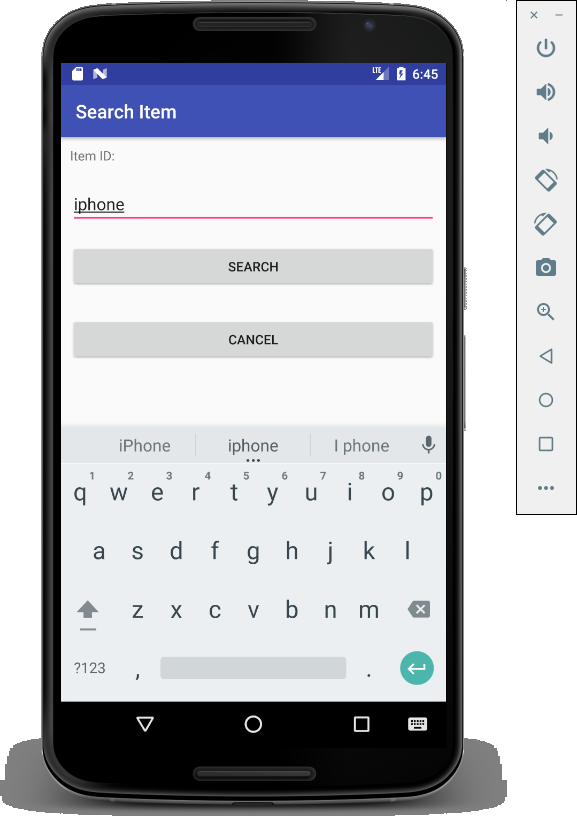 LTE 6:45
Search Item
Item ID:
iphone
SEARCH
CANCEL
iPhone iphone I phone
1 2 3 4 5 6 7 8 9 0
q w e r t y u i o p
a s d f g h j k l
z x c v b n m
?123 , .